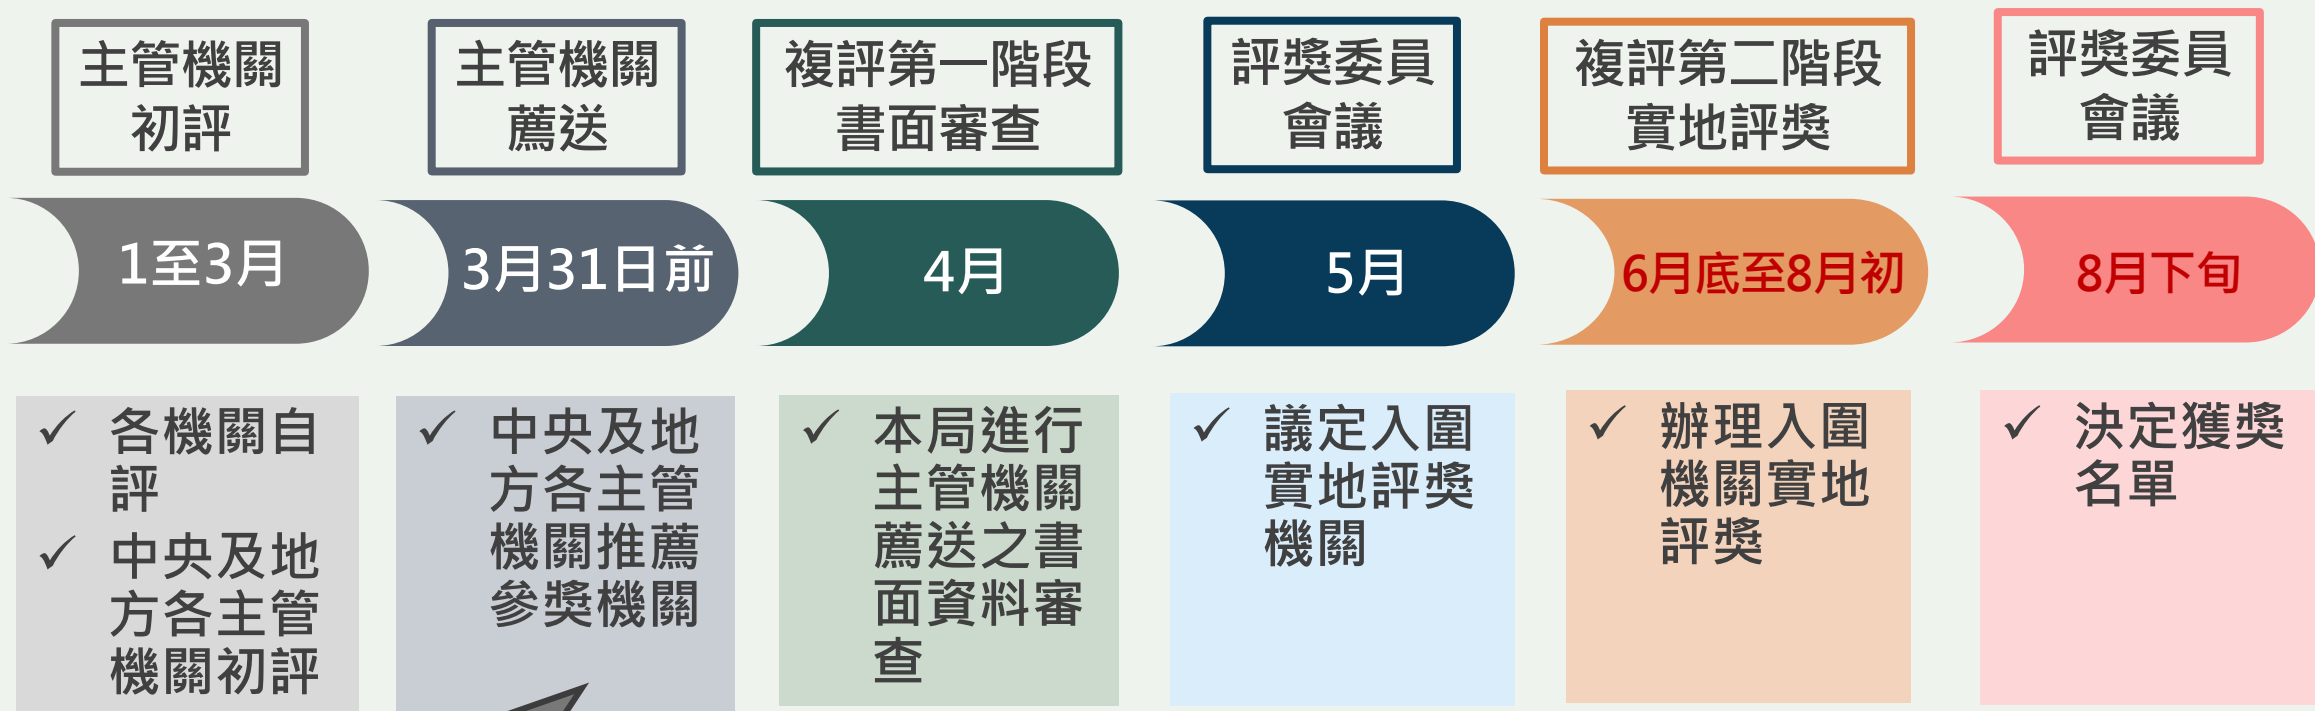 主管機關
初評
主管機關
薦送
複評第一階段
書面審查
評獎委員
會議
複評第二階段
實地評獎
評獎委員
會議
1至3月
3月31日前
4月
5月
6月底至8月初
8月下旬
✓ 各機關自
評
✓ 中央及地
方各主管
機關初評
✓ 中央及地
方各主管
機關推薦
參獎機關
✓ 本局進行
主管機關
薦送之書
面資料審
查
✓ 議定入圍
實地評獎
機關
✓ 辦理入圍
機關實地
評獎
✓ 決定獲獎
名單